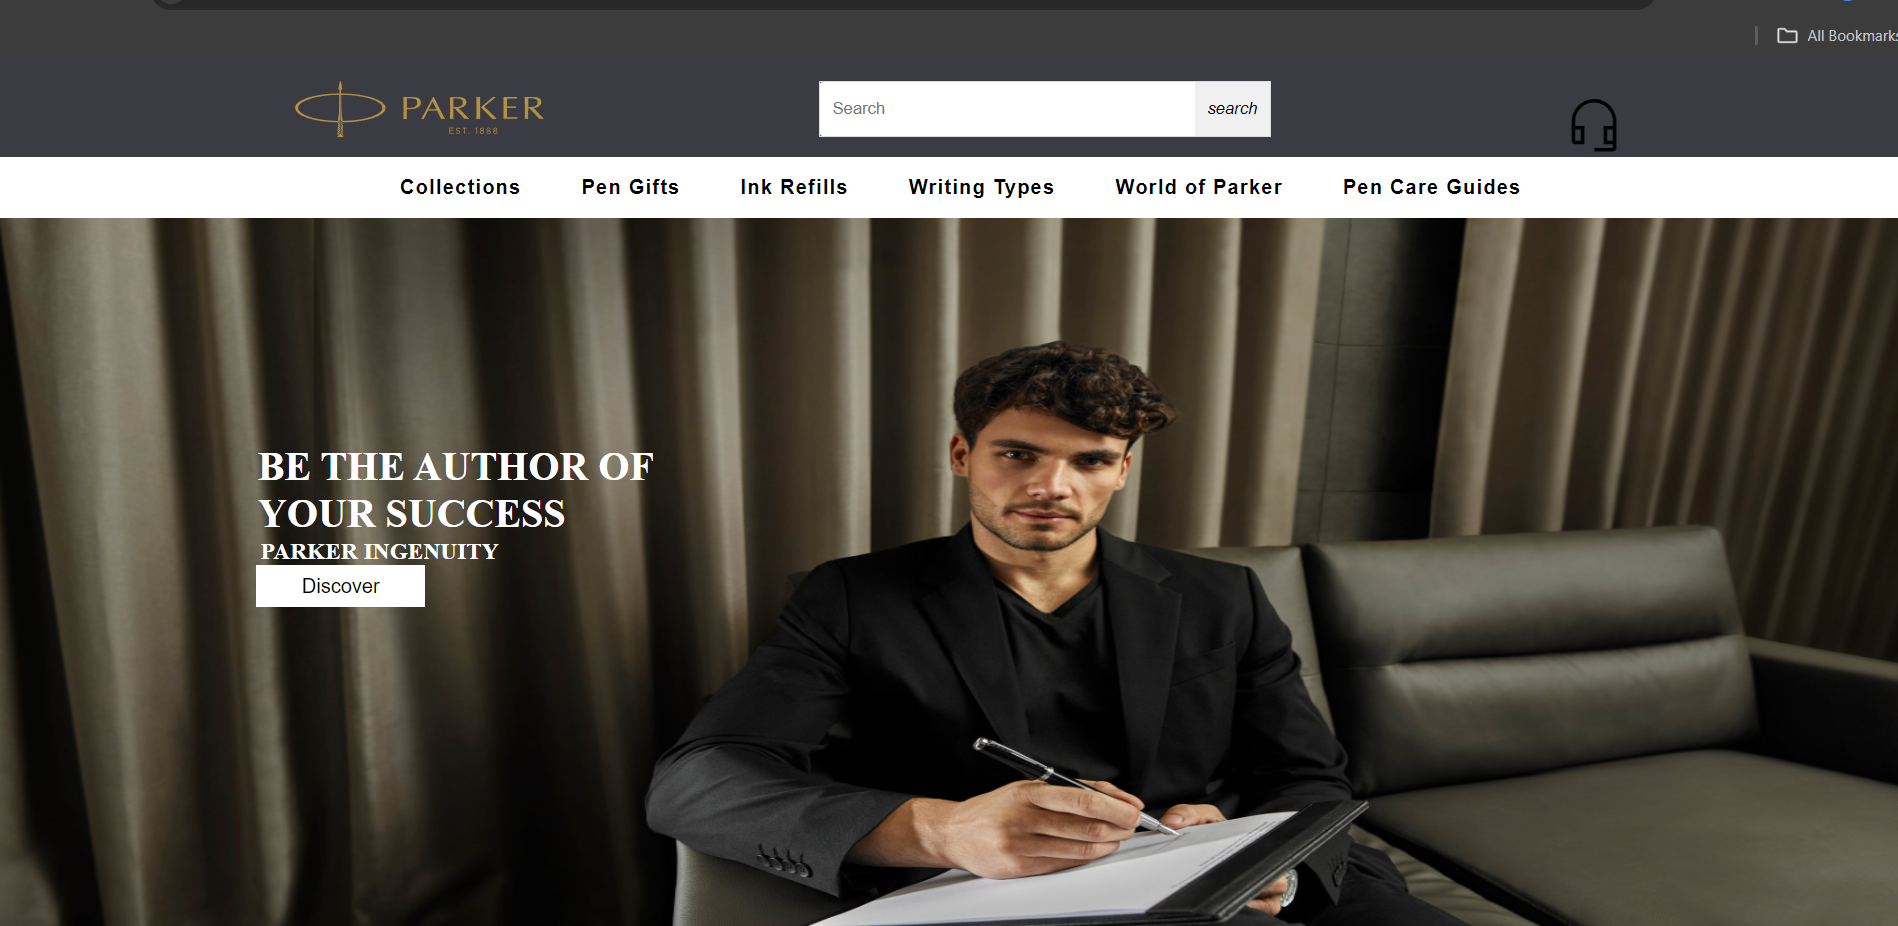 All Bookmarks
PARKER
EST. 1888
Search
search
Collections
Pen Gifts
Ink Refills
Writing Types
World of Parker
Pen Care Guides
BE THE AUTHOR OF
YOUR SUCCESS
PARKER INGENUITY
Discover